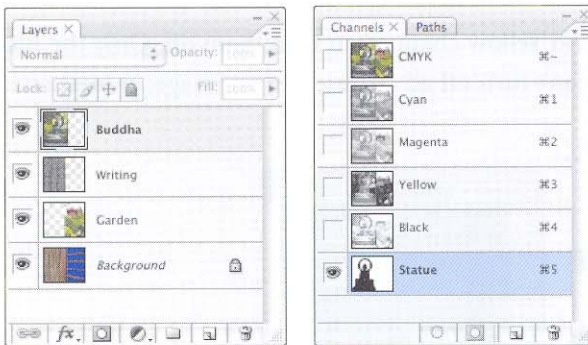 Layers ×
Normal
Opacity:
Lock:
Fill:
Buddha
Writing
Garden
Background
fx.
Channels × Paths
CMYK ⌘~
Cyan ⌘1
Magenta ⌘2
Yellow ⌘3
Black ⌘4
Statue ⌘5